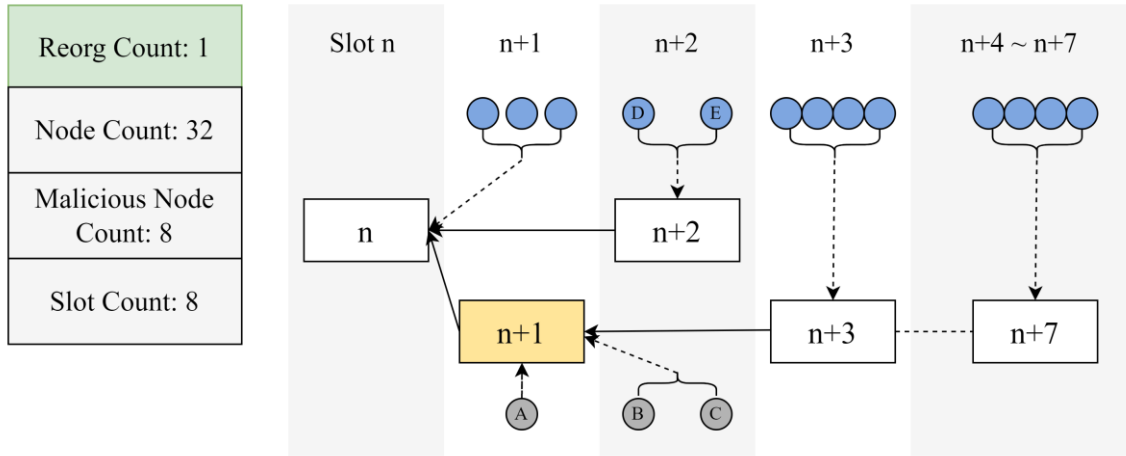 Reorg Count: 1
Node Count: 32
Malicious Node
Count: 8
Slot Count: 8
Slot n
n+1
n+2
n+3
n+4 ~ n+7
D
E
n
n+2
n+1
n+3
n+7
A
B
C